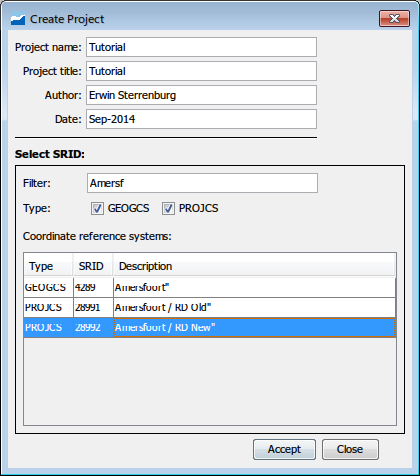 Create Project
Project name: Tutorial
Project title: Tutorial
Author: Erwin Sterrenburg
Date: Sep-2014
Select SRID:
Filter: Amersf
Type: GEOGCS PROJCS
Coordinate reference systems:
Type SRID Description
GEOGCS 4289 Amersfoort"
PROJCS 28991 Amersfoort / RD Old"
PROJCS 28992 Amersfoort / RD New"
Accept Close